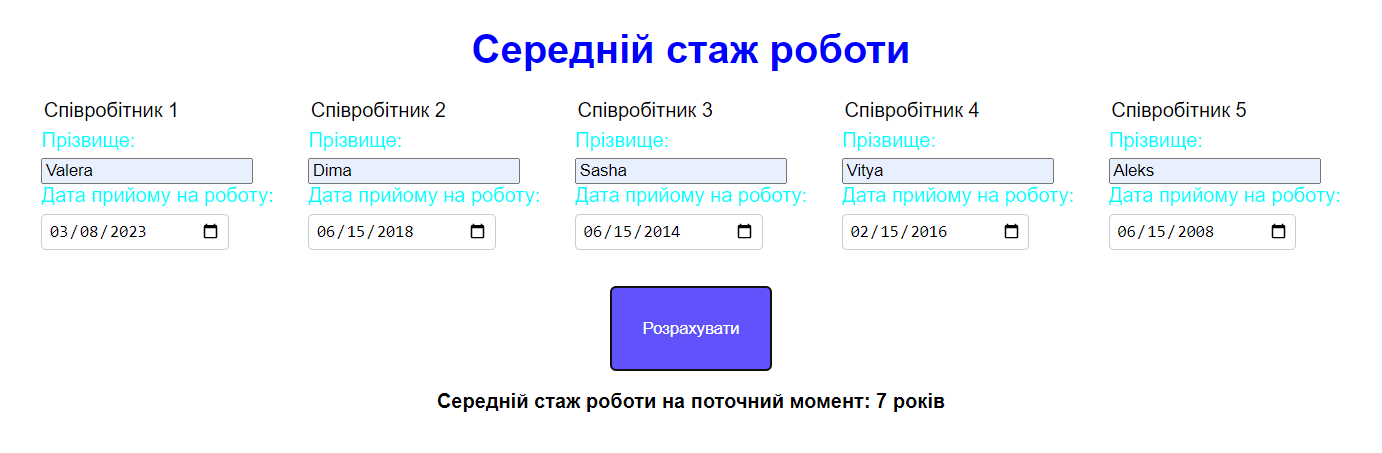 Середній стаж роботи
Співробітник 1 Співробітник 2 Співробітник 3 Співробітник 4 Співробітник 5
Прізвище: Прізвище: Прізвище: Прізвище: Прізвище:
Valera Dima Sasha Vitya Aleks
Дата прийому на роботу: Дата прийому на роботу: Дата прийому на роботу: Дата прийому на роботу: Дата прийому на роботу:
03/08/2023 06/15/2018 06/15/2014 02/15/2016 06/15/2008
Розрахувати
Середній стаж роботи на поточний момент: 7 років